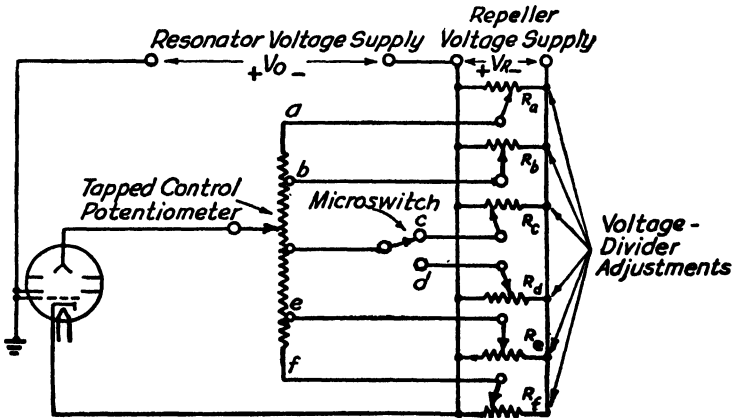 Repeller
Resonator Voltage Supply Voltage Supply
+Vo- +VR-
a
Ra
b
Rb
Tapped Control
Potentiometer
Microswitch
c
Rc
Voltage-
Divider
Adjustments
d
Rd
e
Re
f
Rf